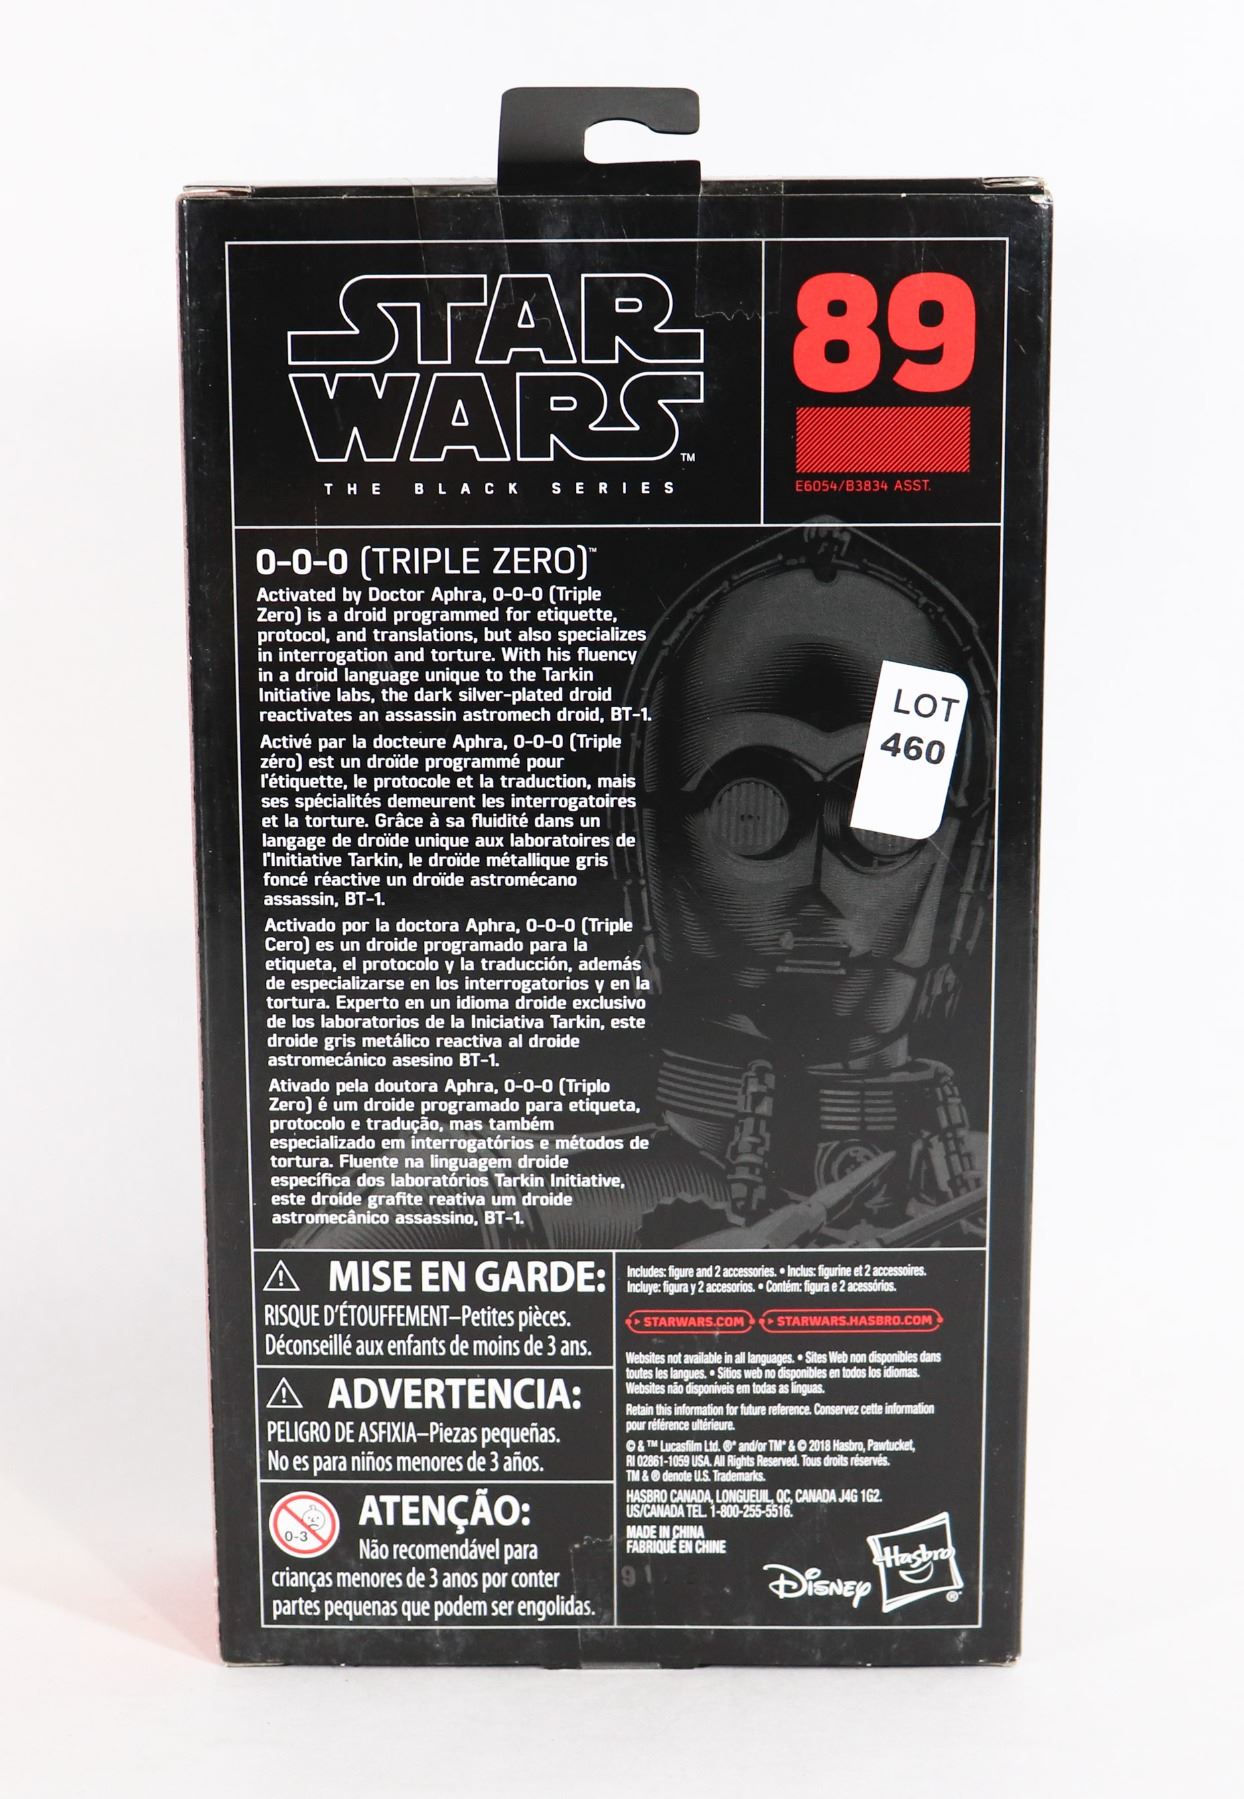 STAR
WARS™
THE BLACK SERIES
89
E6054/B3834 ASST.
0-0-0 (TRIPLE ZERO)™
Activated by Doctor Aphra, 0-0-0 (Triple
Zero) is a droid programmed for etiquette,
protocol, and translations, but also specializes
in interrogation and torture. With his fluency
in a droid language unique to the Tarkin
Initiative labs, the dark silver-plated droid
reactivates an assassin astromech droid, BT-1.
Activé par la docteure Aphra, 0-0-0 (Triple
zéro) est un droïde programmé pour
l'étiquette, le protocole et la traduction, mais
ses spécialités demeurent les interrogatoires
et la torture. Grâce à sa fluidité dans un
langage de droïde unique aux laboratoires de
l'Initiative Tarkin, le droïde métallique gris
foncé réactive un droïde astromécano
assassin, BT-1.
Activado por la doctora Aphra, 0-0-0 (Triple
Cero) es un droide programado para la
etiqueta, el protocolo y la traducción, además
de especializarse en los interrogatorios y en la
tortura. Experto en un idioma droide exclusivo
de los laboratorios de la Iniciativa Tarkin, este
droide gris metálico reactiva al droide
astromecánico asesino BT-1.
Ativado pela doutora Aphra, 0-0-0 (Triplo
Zero) é um droide programado para etiqueta,
protocolo e tradução, mas também
especializado em interrogatórios e métodos de
tortura. Fluente na linguagem droide
específica dos laboratórios Tarkin Initiative,
este droide grafite reativa um droide
astromecânico assassino, BT-1.
LOT
460
MISE EN GARDE:
RISQUE D'ÉTOUFFEMENT–Petites pièces.
Déconseillé aux enfants de moins de 3 ans.
ADVERTENCIA:
PELIGRO DE ASFIXIA–Piezas pequeñas.
No es para niños menores de 3 años.
0-3
ATENÇÃO:
Não recomendável para
crianças menores de 3 anos por conter
partes pequenas que podem ser engolidas.
Includes: figure and 2 accessories. • Inclus: figurine et 2 accessoires.
Incluye: figura y 2 accesorios. • Contém: figura e 2 acessórios.
STARWARS.COM STARWARS.HASBRO.COM
Websites not available in all languages. • Sites Web non disponibles dans
toutes les langues. • Sitios web no disponibles en todos los idiomas.
Websites não disponíveis em todas as línguas.
Retain this information for future reference. Conservez cette information
pour référence ultérieure.
© & ™ Lucasfilm Ltd. ®* and/or TM* & © 2018 Hasbro, Pawtucket,
RI 02861-1059 USA. All Rights Reserved. Tous droits réservés.
TM & ® denote U.S. Trademarks.
HASBRO CANADA, LONGUEUIL, QC, CANADA J4G 1G2.
US/CANADA TEL. 1-800-255-5516.
MADE IN CHINA
FABRIQUÉ EN CHINE
Disney
Hasbro®